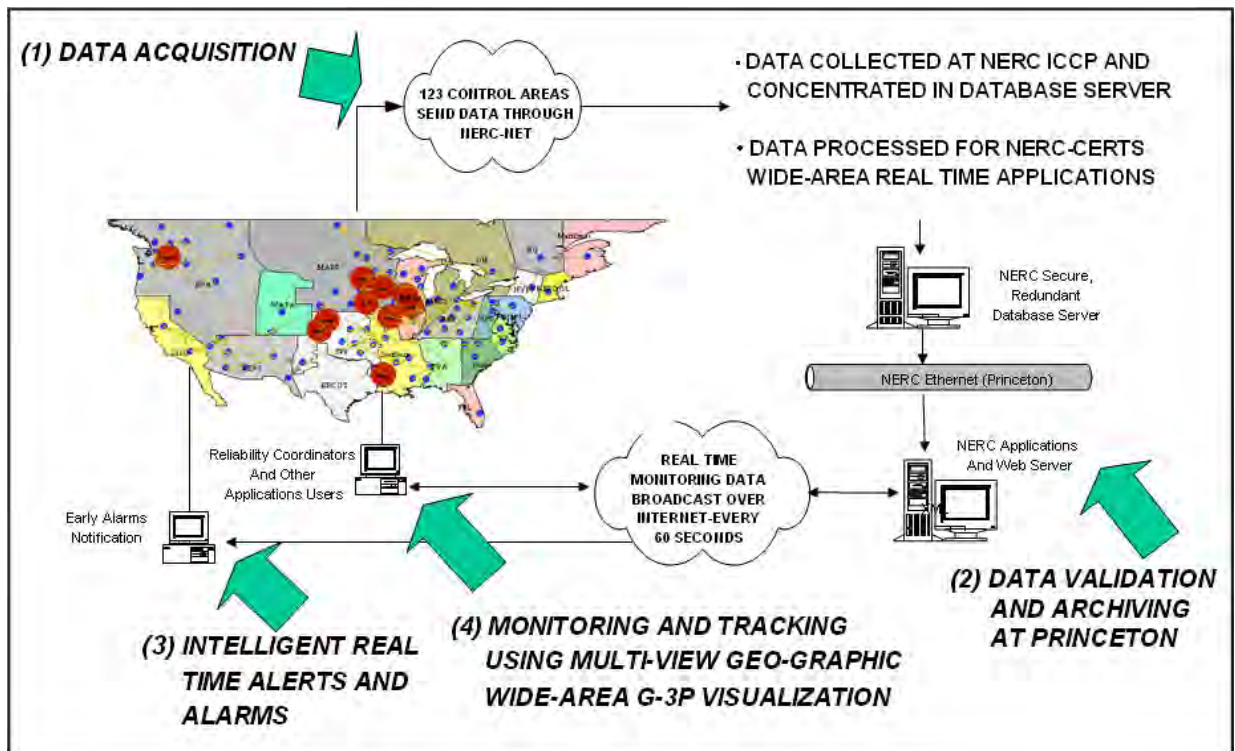 (1) DATA ACQUISITION
123 CONTROL AREAS
SEND DATA THROUGH
NERC-NET
· DATA COLLECTED AT NERC ICCP AND
CONCENTRATED IN DATABASE SERVER
• DATA PROCESSED FOR NERC-CERTS
WIDE-AREA REAL TIME APPLICATIONS
MAPP
ERCOT
TVA
NERC Secure,
Redundant
Database Server
NERC Ethernet (Princeton)
NERC Applications
And Web Server
Reliability Coordinators
And Other
Applications Users
REAL TIME
MONITORING DATA
BROADCAST OVER
INTERNET-EVERY
60 SECONDS
Early Alarms
Notification
(2) DATA VALIDATION
AND ARCHIVING
AT PRINCETON
(3) INTELLIGENT REAL
TIME ALERTS AND
ALARMS
(4) MONITORING AND TRACKING
USING MULTI-VIEW GEO-GRAPHIC
WIDE-AREA G-3P VISUALIZATION